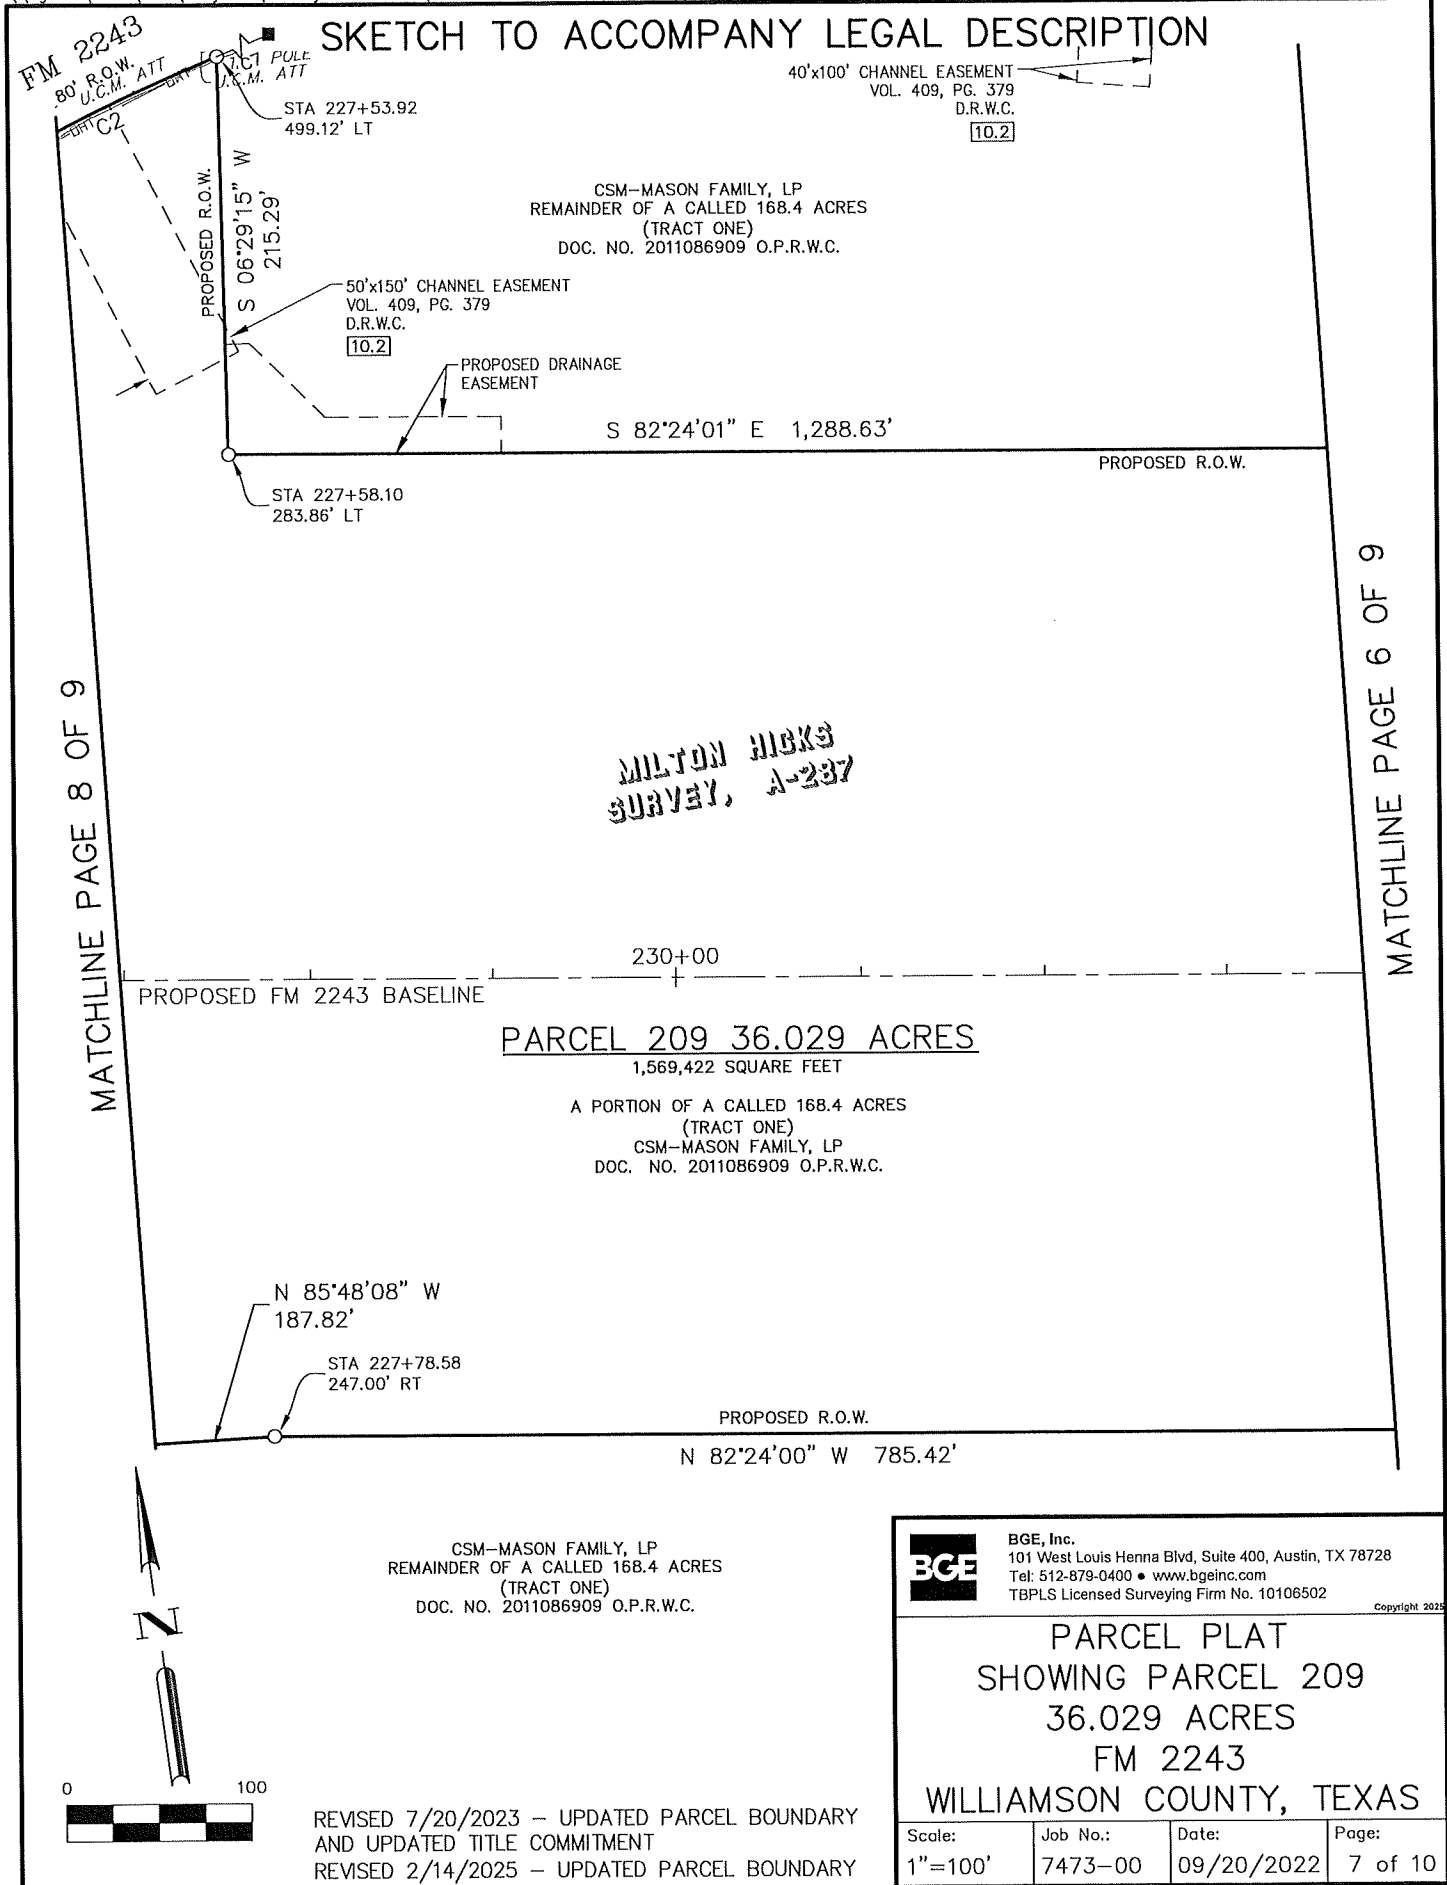 SKETCH TO ACCOMPANY LEGAL DESCRIPTION
FM 2243
80' R.O.W.
U.C.M. ATT
POLE
U.C.M. ATT
OHT
OHT
C2
STA 227+53.92
499.12' LT
40'x100' CHANNEL EASEMENT
VOL. 409, PG. 379
D.R.W.C.
10.2
PROPOSED R.O.W.
S 06°29'15" W
215.29'
CSM-MASON FAMILY, LP
REMAINDER OF A CALLED 168.4 ACRES
(TRACT ONE)
DOC. NO. 2011086909 O.P.R.W.C.
50'x150' CHANNEL EASEMENT
VOL. 409, PG. 379
D.R.W.C.
10.2
PROPOSED DRAINAGE
EASEMENT
S 82°24'01" E 1,288.63'
PROPOSED R.O.W.
STA 227+58.10
283.86' LT
MATCHLINE PAGE 8 OF 9
MATCHLINE PAGE 6 OF 9
MILTON HICKS
SURVEY, A-287
230+00
PROPOSED FM 2243 BASELINE
PARCEL 209 36.029 ACRES
1,569,422 SQUARE FEET
A PORTION OF A CALLED 168.4 ACRES
(TRACT ONE)
CSM-MASON FAMILY, LP
DOC. NO. 2011086909 O.P.R.W.C.
N 85°48'08" W
187.82'
STA 227+78.58
247.00' RT
PROPOSED R.O.W.
N 82°24'00" W 785.42'
CSM-MASON FAMILY, LP
REMAINDER OF A CALLED 168.4 ACRES
(TRACT ONE)
DOC. NO. 2011086909 O.P.R.W.C.
N
0 100
REVISED 7/20/2023 - UPDATED PARCEL BOUNDARY
AND UPDATED TITLE COMMITMENT
REVISED 2/14/2025 - UPDATED PARCEL BOUNDARY
BGE
BGE, Inc.
101 West Louis Henna Blvd, Suite 400, Austin, TX 78728
Tel: 512-879-0400 • www.bgeinc.com
TBPLS Licensed Surveying Firm No. 10106502
Copyright 2025
PARCEL PLAT
SHOWING PARCEL 209
36.029 ACRES
FM 2243
WILLIAMSON COUNTY, TEXAS
Scale: Job No.: Date: Page:
1"=100' 7473-00 09/20/2022 7 of 10